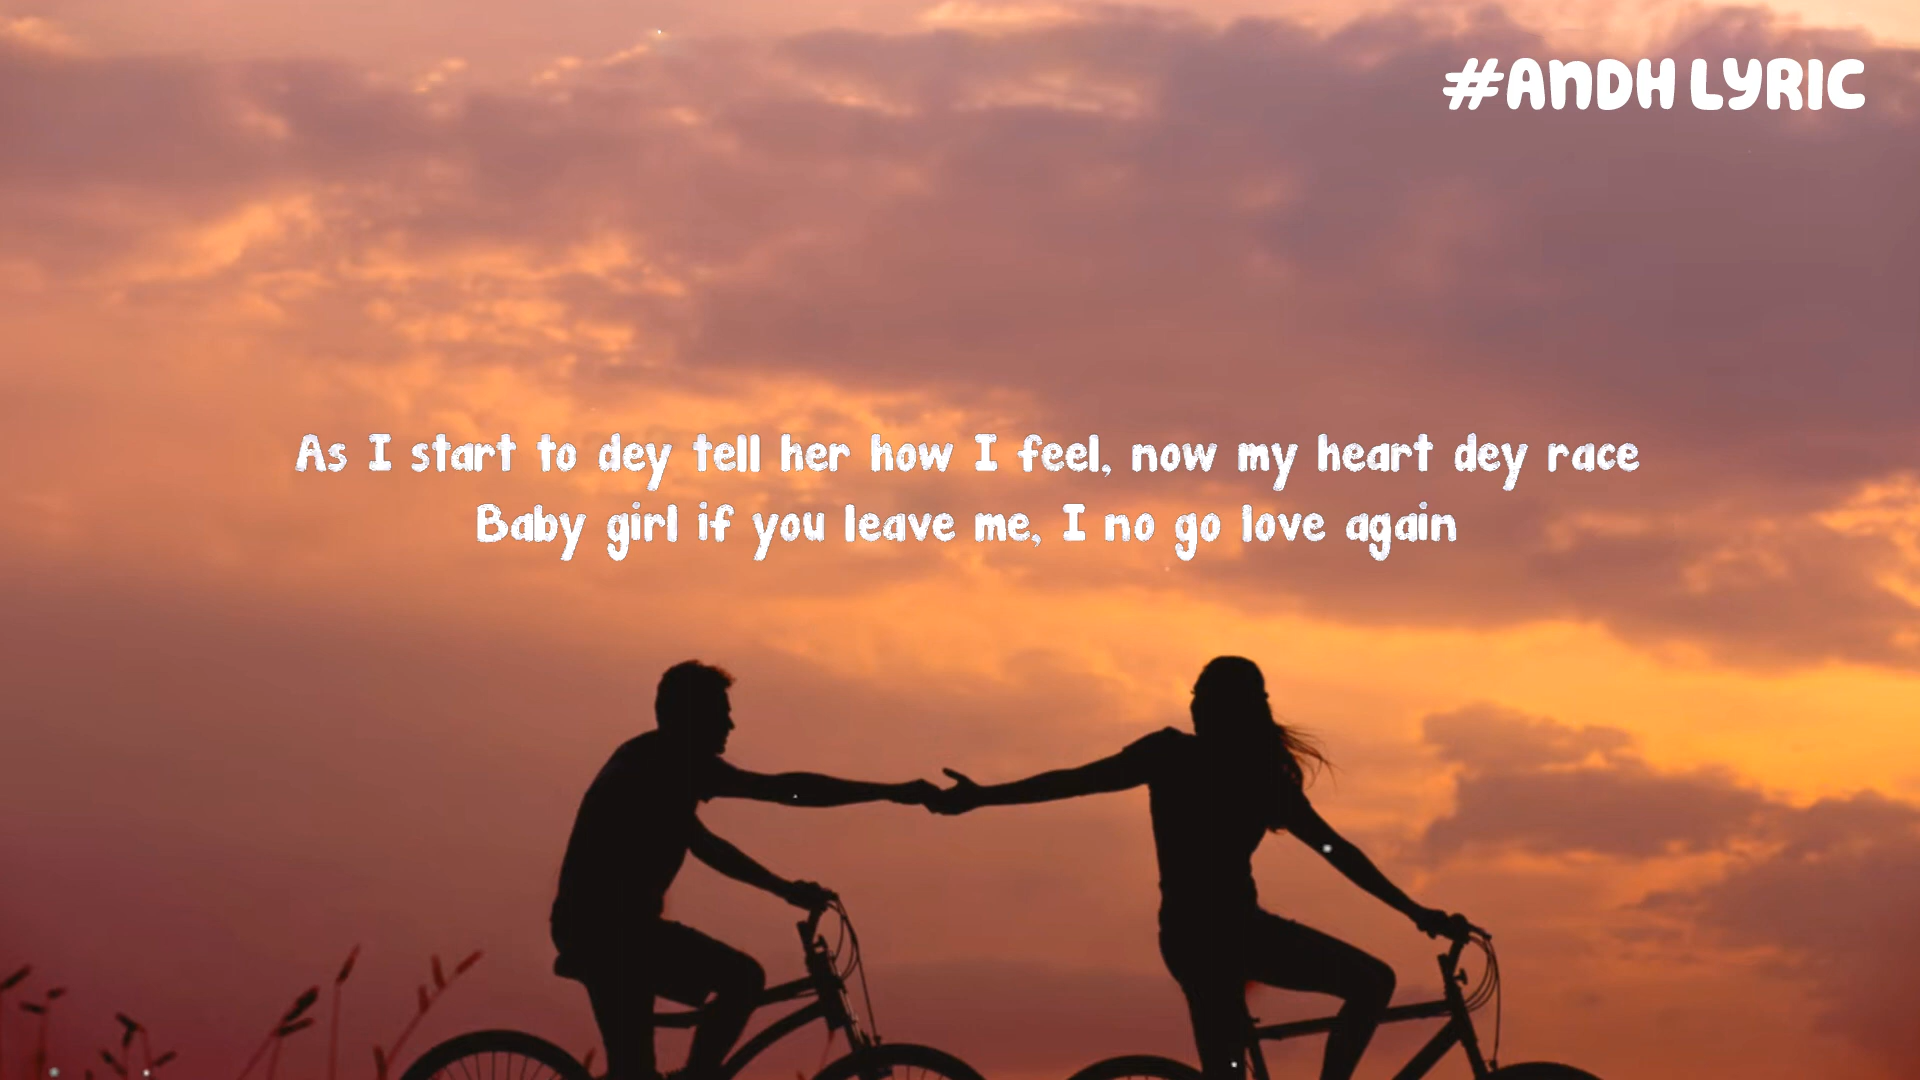 #ANDH LYRIC
As I start to dey tell her how I feel, now my heart dey race
Baby girl if you leave me, I no go love again